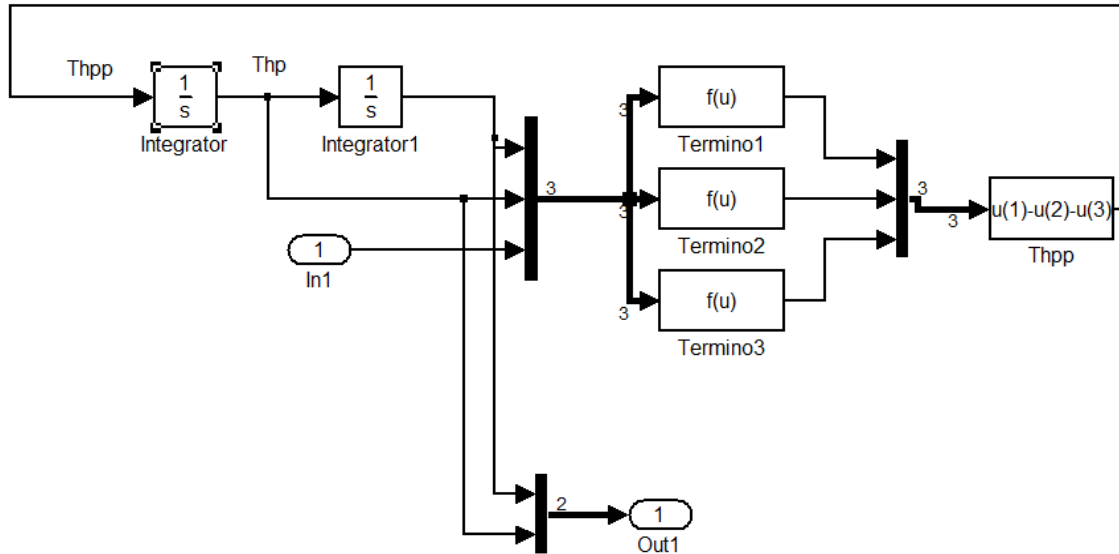 Thpp
Thp
1
s
Integrator
1
s
Integrator1
1
In1
3
3
3
3
f(u)
Termino1
f(u)
Termino2
f(u)
Termino3
3
3
u(1)-u(2)-u(3)
Thpp
2
1
Out1